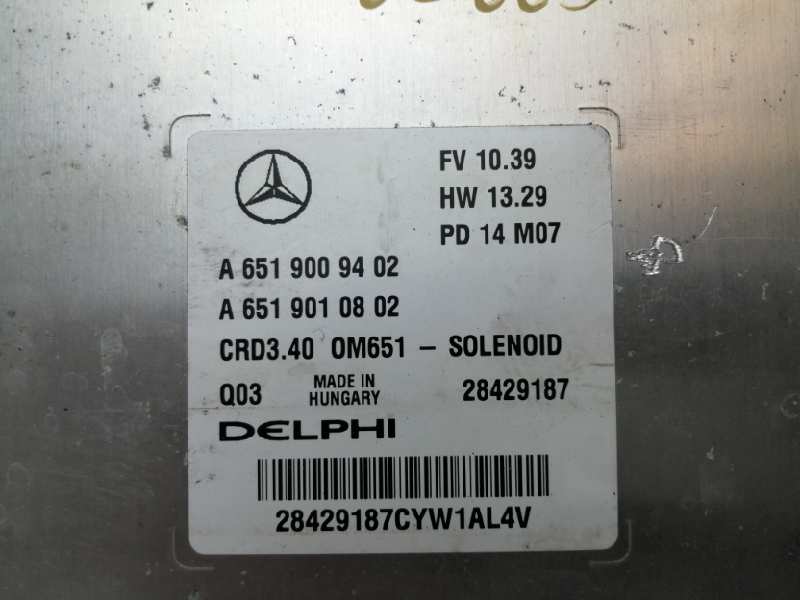 FV 10.39
HW 13.29
PD 14 M07
A 651 900 94 02
A 651 901 08 02
CRD3.40 OM651 - SOLENOID
Q03 MADE IN HUNGARY 28429187
DELPHI
28429187CYW1AL4V